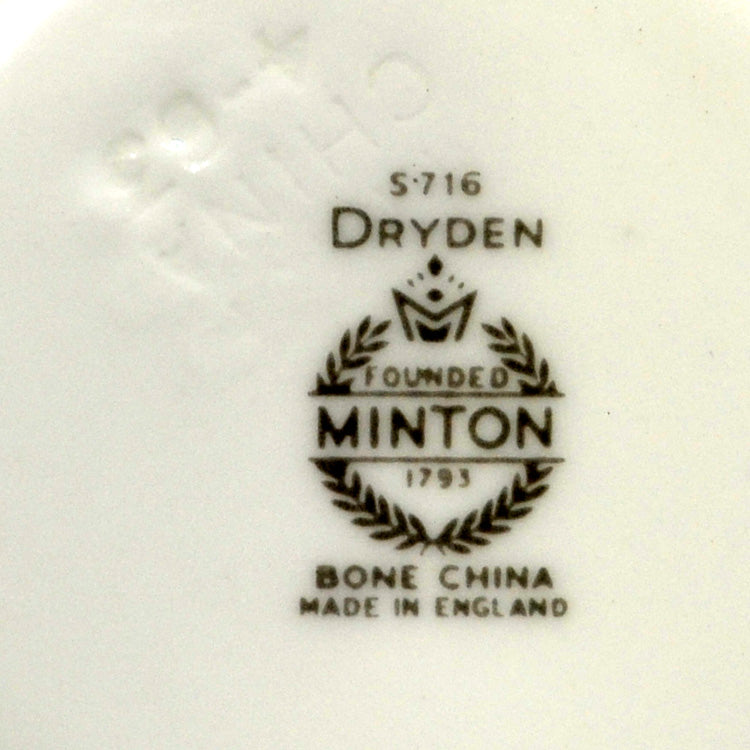 S·716
DRYDEN
FOUNDED
MINTON
1793
BONE CHINA
MADE IN ENGLAND